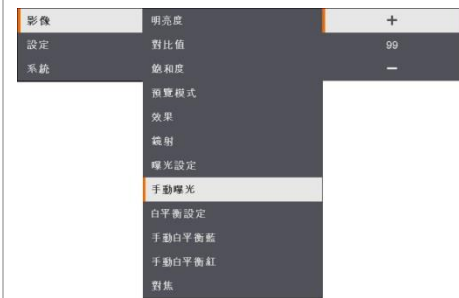 影像
設定
系統
明亮度
對比值
飽和度
預覽模式
效果
鏡射
曝光設定
手動曝光
白平衡設定
手動白平衡藍
手動白平衡紅
對焦
+
99
−